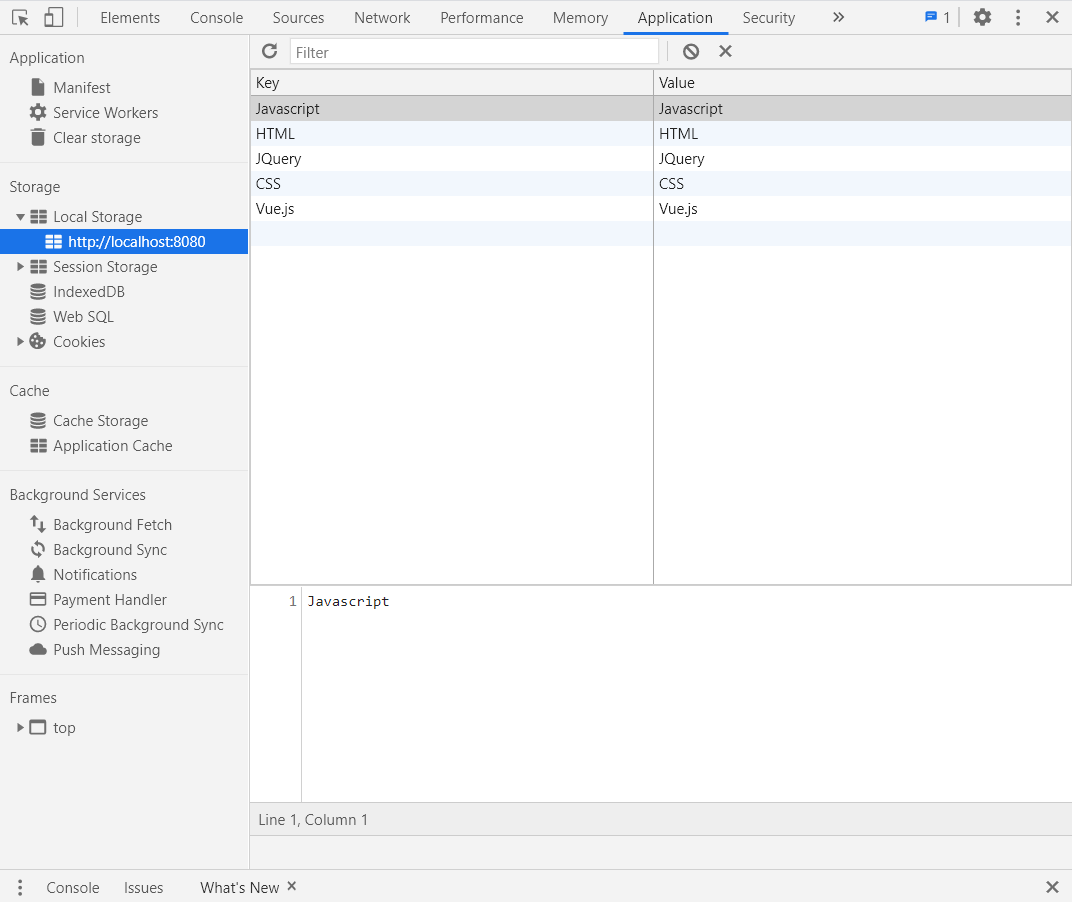 Elements Console Sources Network Performance Memory Application Security 1
Application
Manifest
Service Workers
Clear storage
Storage
Local Storage
http://localhost:8080
Session Storage
IndexedDB
Web SQL
Cookies
Cache
Cache Storage
Application Cache
Background Services
Background Fetch
Background Sync
Notifications
Payment Handler
Periodic Background Sync
Push Messaging
Frames
top
Filter
Key Value
Javascript Javascript
HTML HTML
JQuery JQuery
CSS CSS
Vue.js Vue.js
1 Javascript
Line 1, Column 1
Console Issues What's New